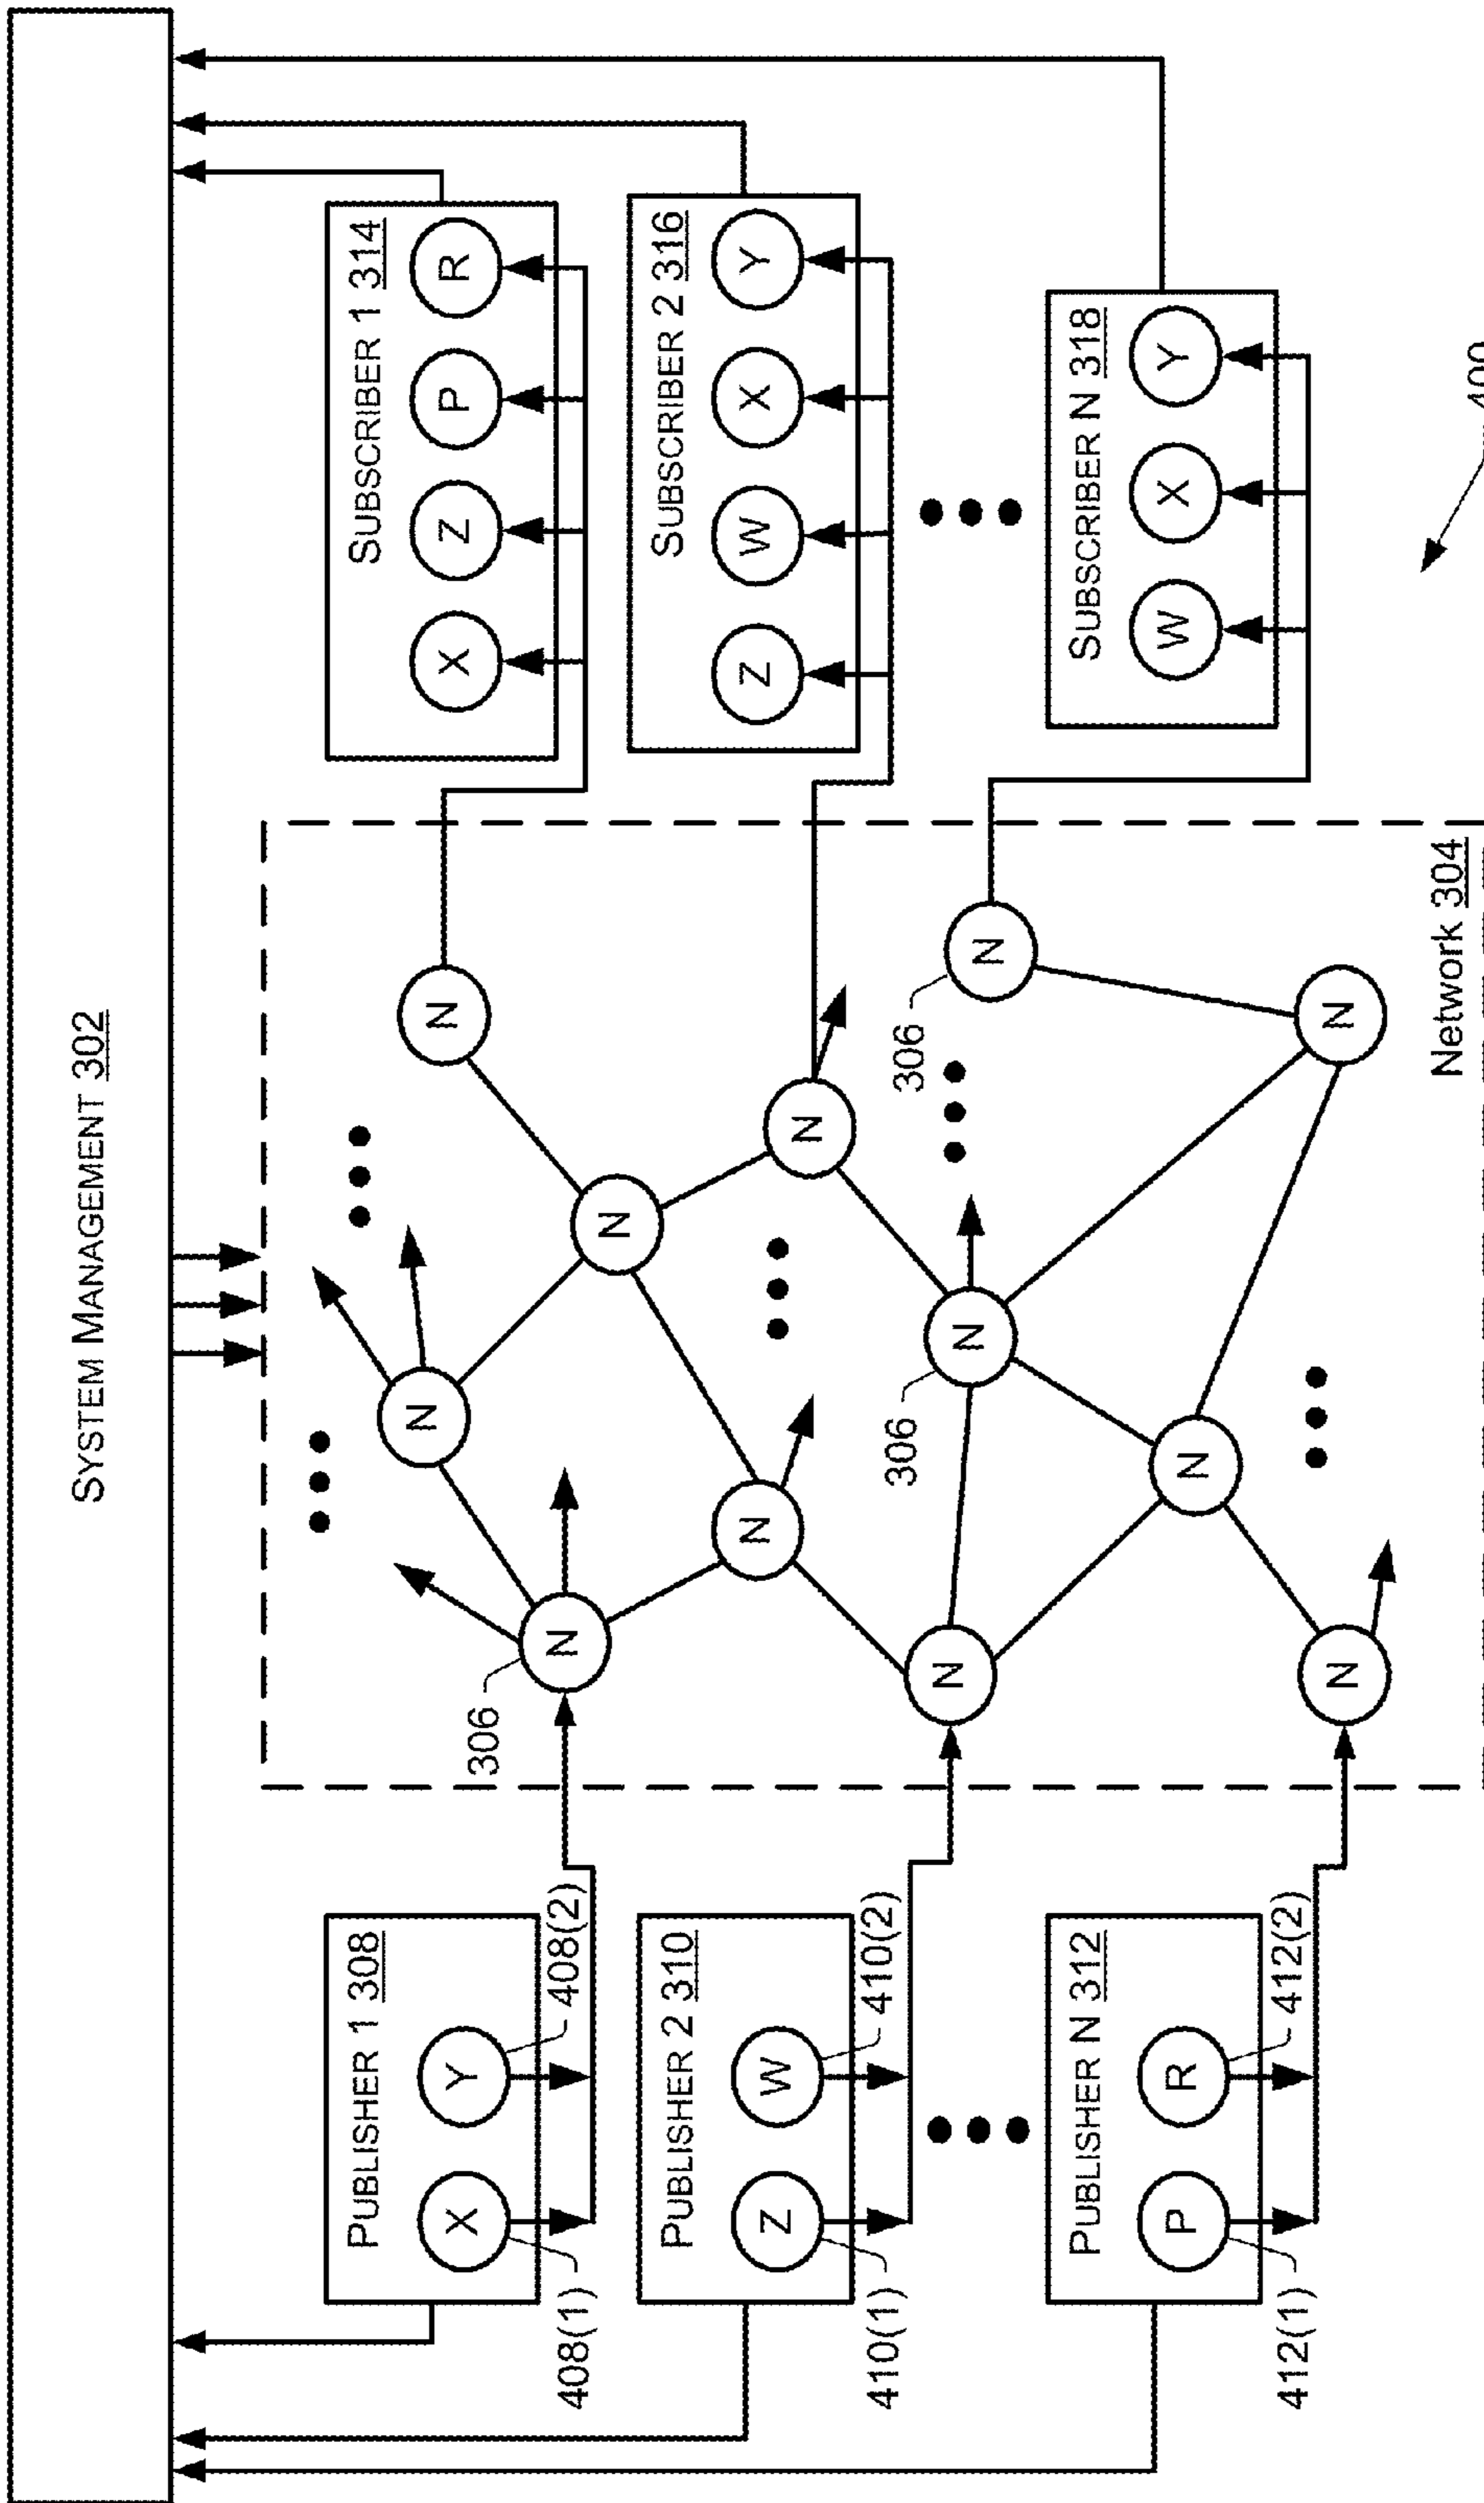 SYSTEM MANAGEMENT 302
PUBLISHER 1 308
X
Y
408(1)
408(2)
PUBLISHER 2 310
Z
W
410(1)
410(2)
PUBLISHER N 312
P
R
412(1)
412(2)
306
N
N
N
N
N
N
306
N
N
N
N
306
N
N
Network 304
SUBSCRIBER 1 314
X
Z
P
R
SUBSCRIBER 2 316
Z
W
X
Y
SUBSCRIBER N 318
W
X
Y